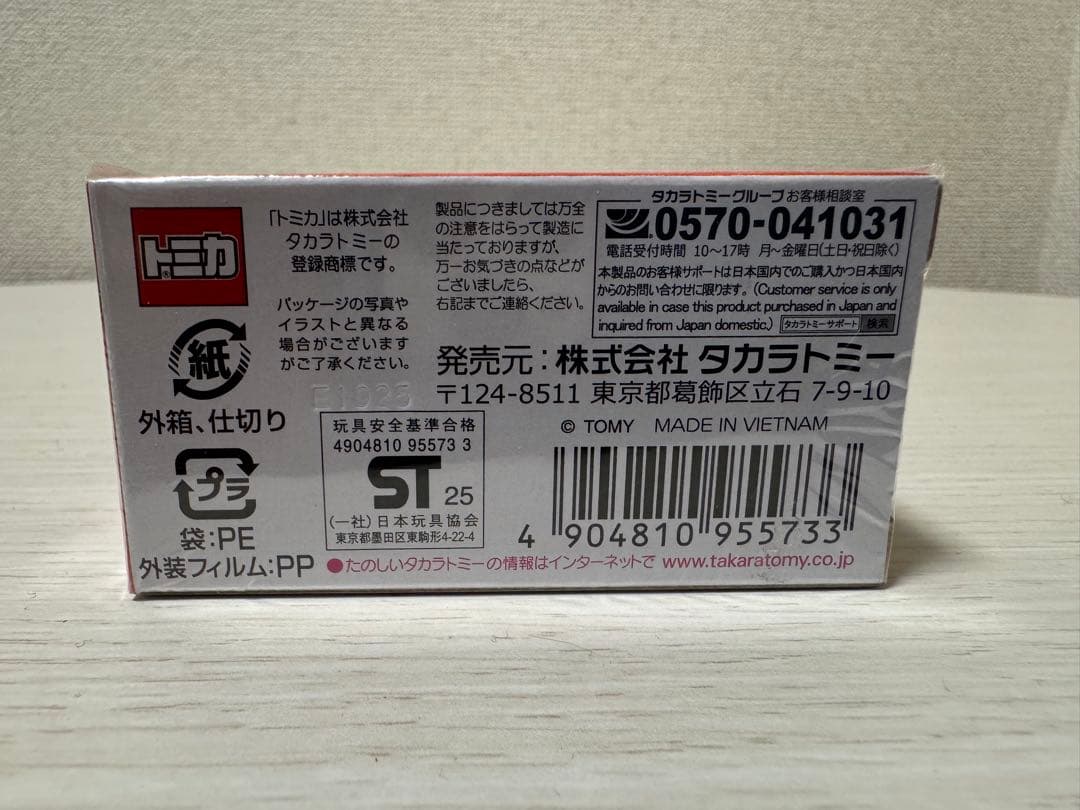 トミカ
「トミカ」は株式会社
タカラトミーの
登録商標です。
パッケージの写真や
イラストと異なる
場合がございます
がご了承ください。
製品につきましては万全
の注意をはらって製造に
当たっておりますが、
万一お気づきの点などが
ございましたら、
右記までご連絡ください。
タカラトミーグループ お客様相談室
0570-041031
電話受付時間 10〜17時 月〜金曜日(土日・祝日除く)
本製品のお客様サポートは日本国内でのご購入かつ日本国内
からのお問い合わせに限ります。(Customer service is only
available in case this product purchased in Japan and
inquired from Japan domestic.) タカラトミーサポート 検索
発売元:株式会社 タカラトミー
〒124-8511 東京都葛飾区立石 7-9-10
© TOMY MADE IN VIETNAM
紙
外箱、仕切り
プラ
袋:PE
外装フィルム:PP
玩具安全基準合格
4904810 95573 3
ST 25
(一社)日本玩具協会
東京都墨田区東駒形4-22-4
4 904810 955733
●たのしいタカラトミーの情報はインターネットで www.takaratomy.co.jp